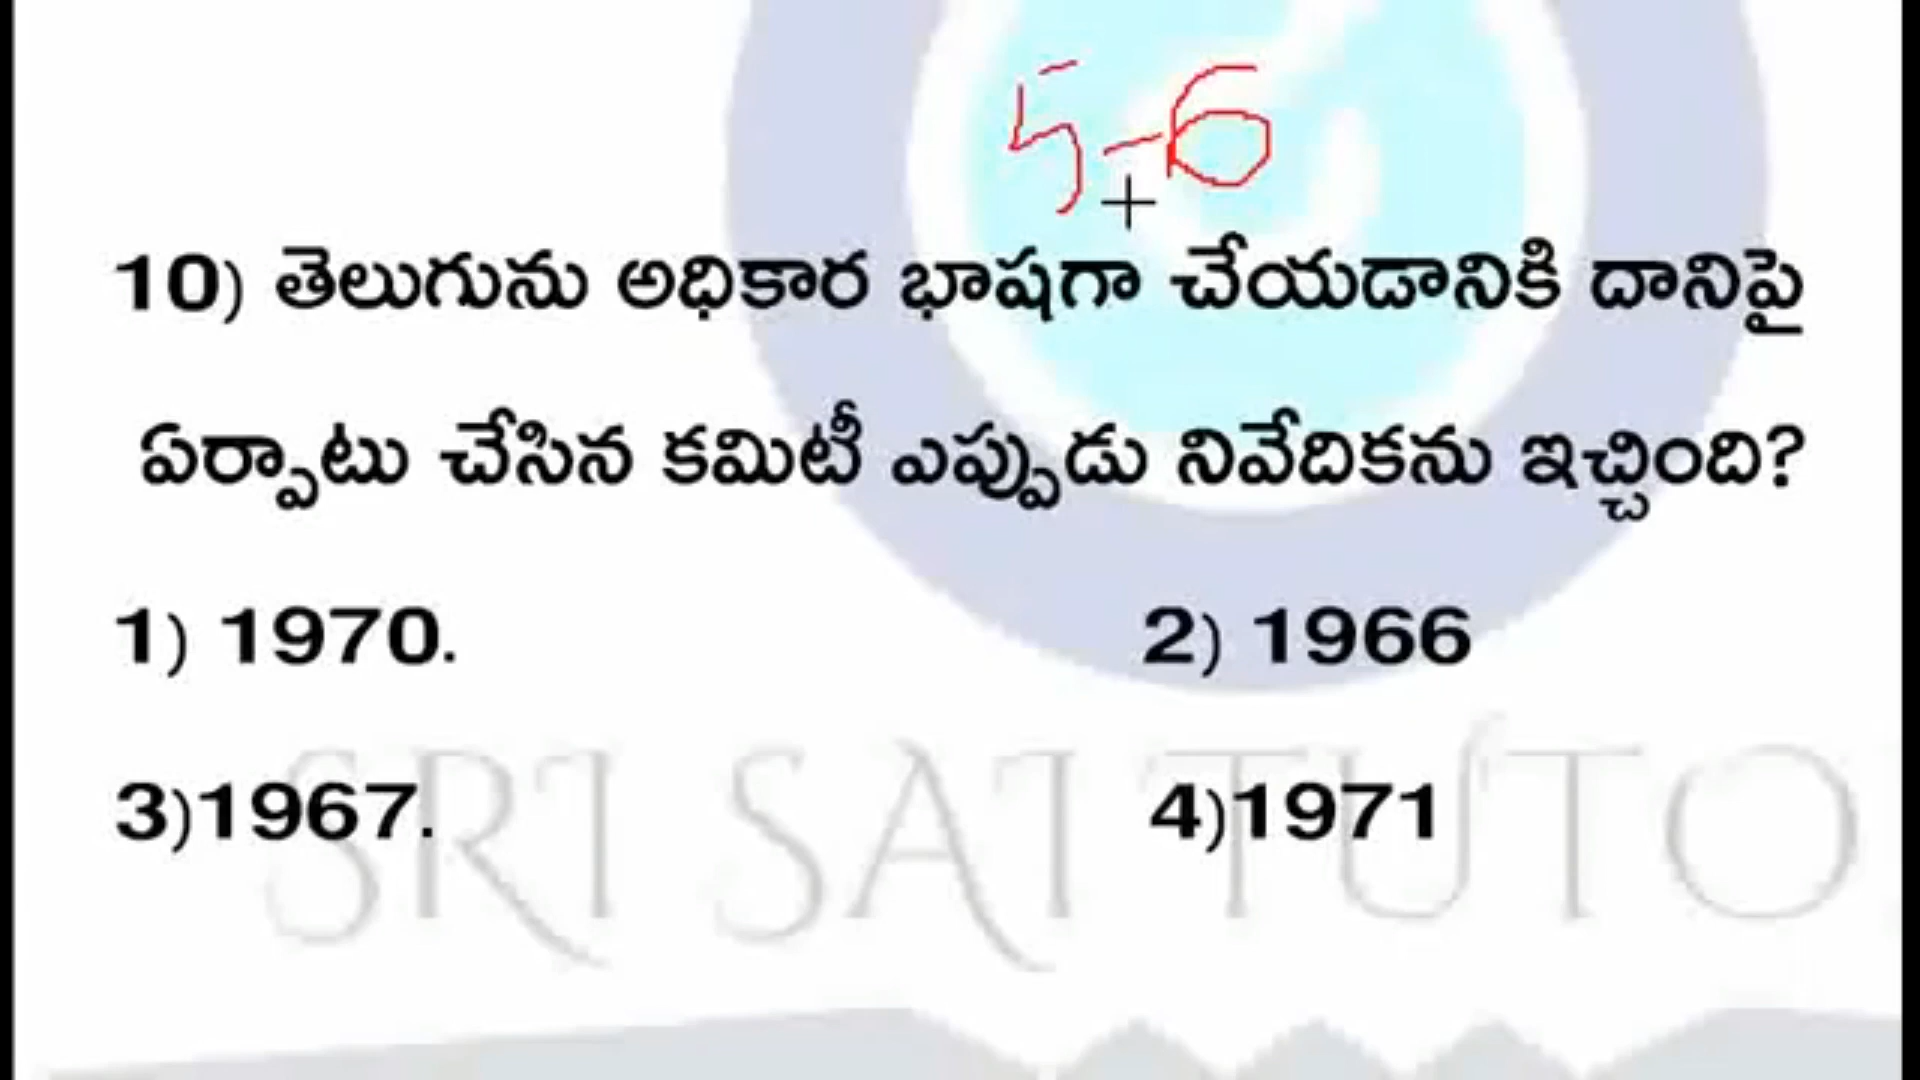 5-6
10) తెలుగును అధికార భాషగా చేయడానికి దానిపై
ఏర్పాటు చేసిన కమిటీ ఎప్పుడు నివేదికను ఇచ్చింది?
1) 1970. 2) 1966
3)1967. 4)1971
SRI SAI TUTO